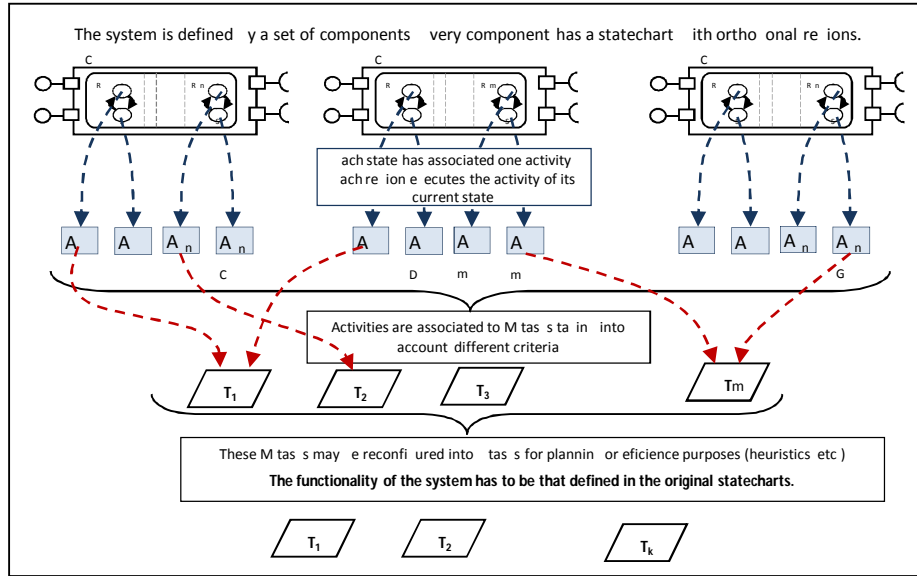 The system is defined y a set of components very component has a statechart ith ortho onal re ions.
C C C
R R n R R m R R n
S S S
ach state has associated one activity
ach re ion e ecutes the activity of its
current state
A A A n A n A A A A A A A n A n
C D m m G
Activities are associated to M tas s ta in into
account different criteria
T1 T2 T3 Tm
These M tas s may e reconfi ured into tas s for plannin or eficience purposes (heuristics etc )
The functionality of the system has to be that defined in the original statecharts.
T1 T2 Tk